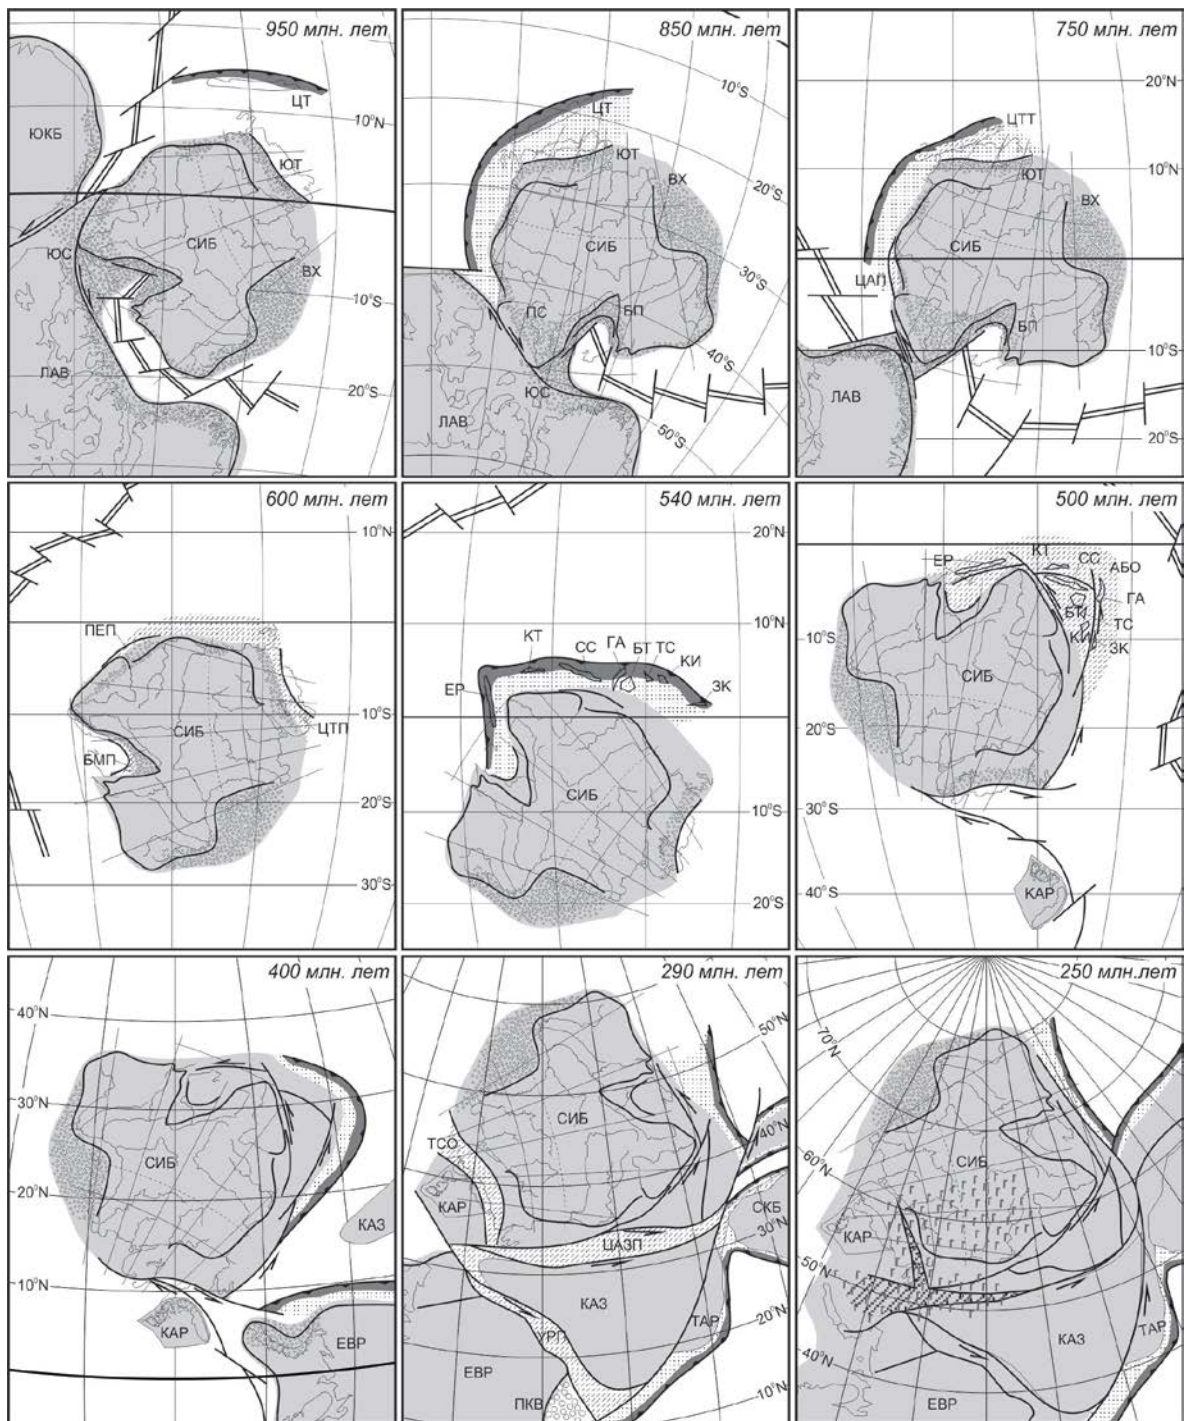 950 млн. лет
ЦТ
ЮКБ
10°N
ЮТ
СИБ
ЮС
ВХ
10°S
ЛАВ
20°S
850 млн. лет
10°S
ЦТ
ЮТ
ВХ
20°S
СИБ
30°S
ПС
БП
40°S
ЮС
ЛАВ
50°S
750 млн. лет
20°N
ЦТТ
10°N
ЮТ
ВХ
СИБ
ЦАП
БП
10°S
ЛАВ
20°S
600 млн. лет
10°N
ПЕП
10°S
ЦТП
СИБ
БМП
20°S
30°S
540 млн. лет
20°N
10°N
КТ
СС
ГА
БТ
ТС
КИ
ЕР
ЗК
СИБ
10°S
20°S
500 млн. лет
КТ
ЕР
СС
АБО
ГА
БТ
ТС
10°S
КИ
ЗК
СИБ
20°S
30°S
КАР
40°S
400 млн. лет
40°N
30°N
СИБ
20°N
КАЗ
10°N
КАР
ЕВР
290 млн. лет
50°N
СИБ
40°N
ТСО
КАР
СКБ
30°N
ЦАЗП
КАЗ
20°N
ТАР
УРП
ЕВР
ПКВ
10°N
250 млн.лет
70°N
60°N
СИБ
КАР
50°N
КАЗ
ТАР
40°N
ЕВР